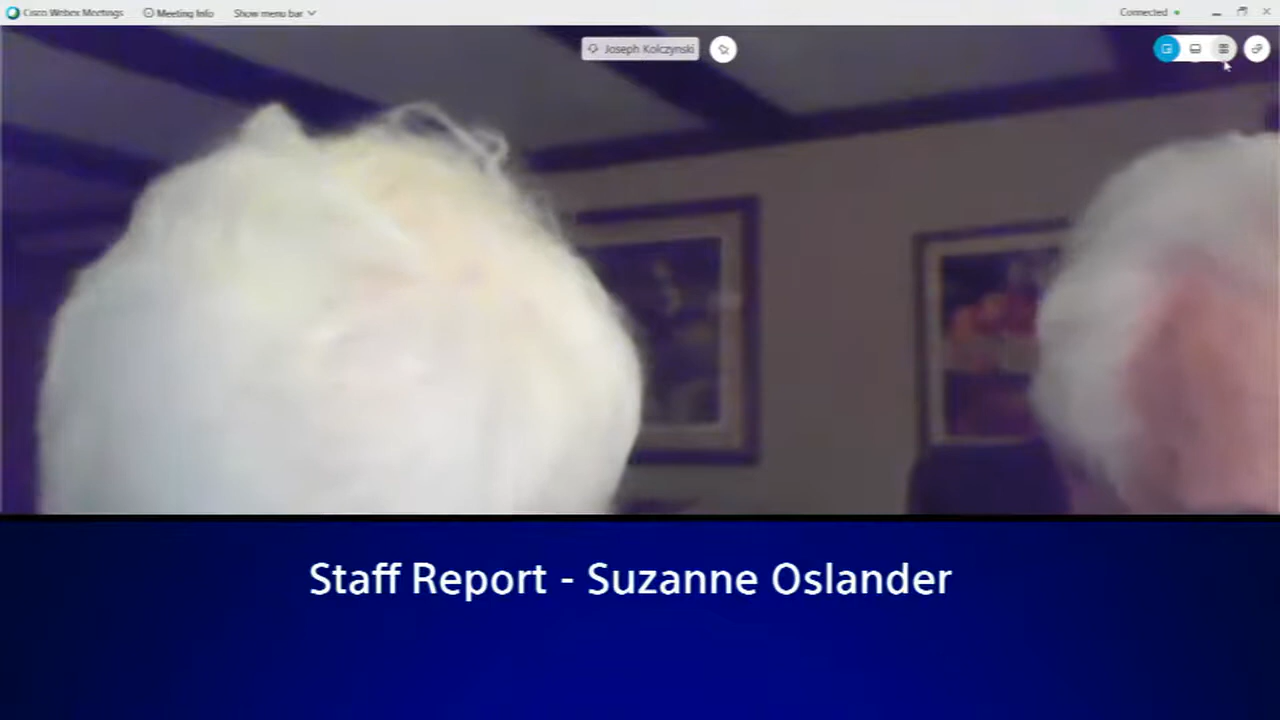 Cisco Webex Meetings Meeting Info Show menu bar Connected
Joseph Kolczynski
Staff Report - Suzanne Oslander